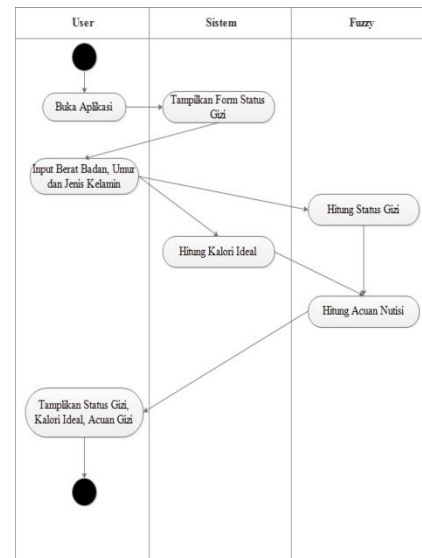 User
Sistem
Fuzzy
Buka Aplikasi
Tampilkan Form Status
Gizi
Input Berat Badan, Umur
dan Jenis Kelamin
Hitung Status Gizi
Hitung Kalori Ideal
Hitung Acuan Nutisi
Tamplikan Status Gizi,
Kalori Ideal, Acuan Gizi